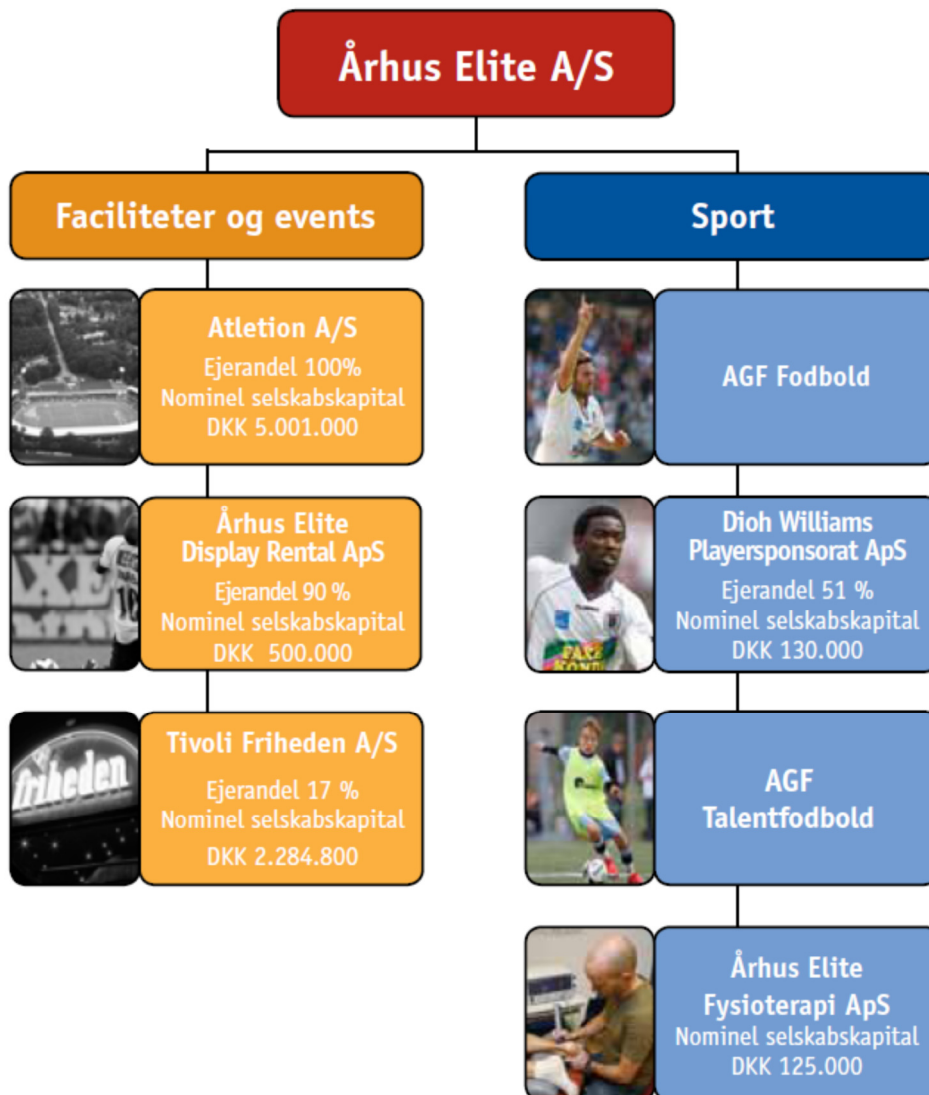 Århus Elite A/S
Faciliteter og events
Atletion A/S
Ejerandel 100%
Nominel selskabskapital
DKK 5.001.000
Århus Elite
Display Rental ApS
Ejerandel 90 %
Nominel selskabskapital
DKK 500.000
friheden
Tivoli Friheden A/S
Ejerandel 17 %
Nominel selskabskapital
DKK 2.284.800
Sport
AGF Fodbold
Dioh Williams
Playersponsorat ApS
Ejerandel 51 %
Nominel selskabskapital
DKK 130.000
AGF
Talentfodbold
Århus Elite
Fysioterapi ApS
Nominel selskabskapital
DKK 125.000